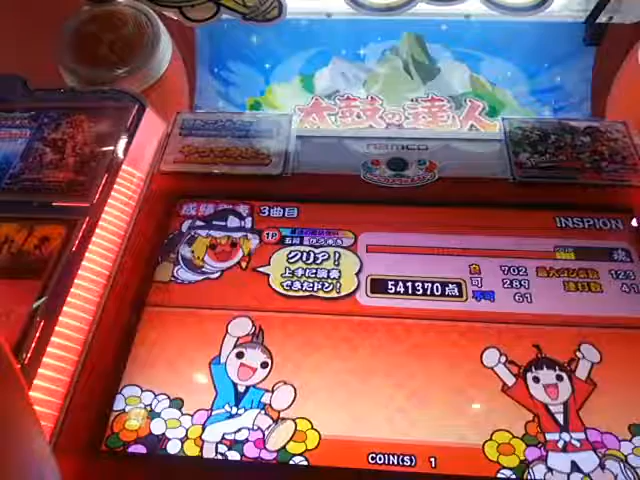 太鼓の達人
namco
成績発表 3曲目
INSPION
1P
クリア!
上手に演奏
できたドン!
541370点
良 702
可 289
不可 61
最大コンボ数
連打数
COIN(S) 1